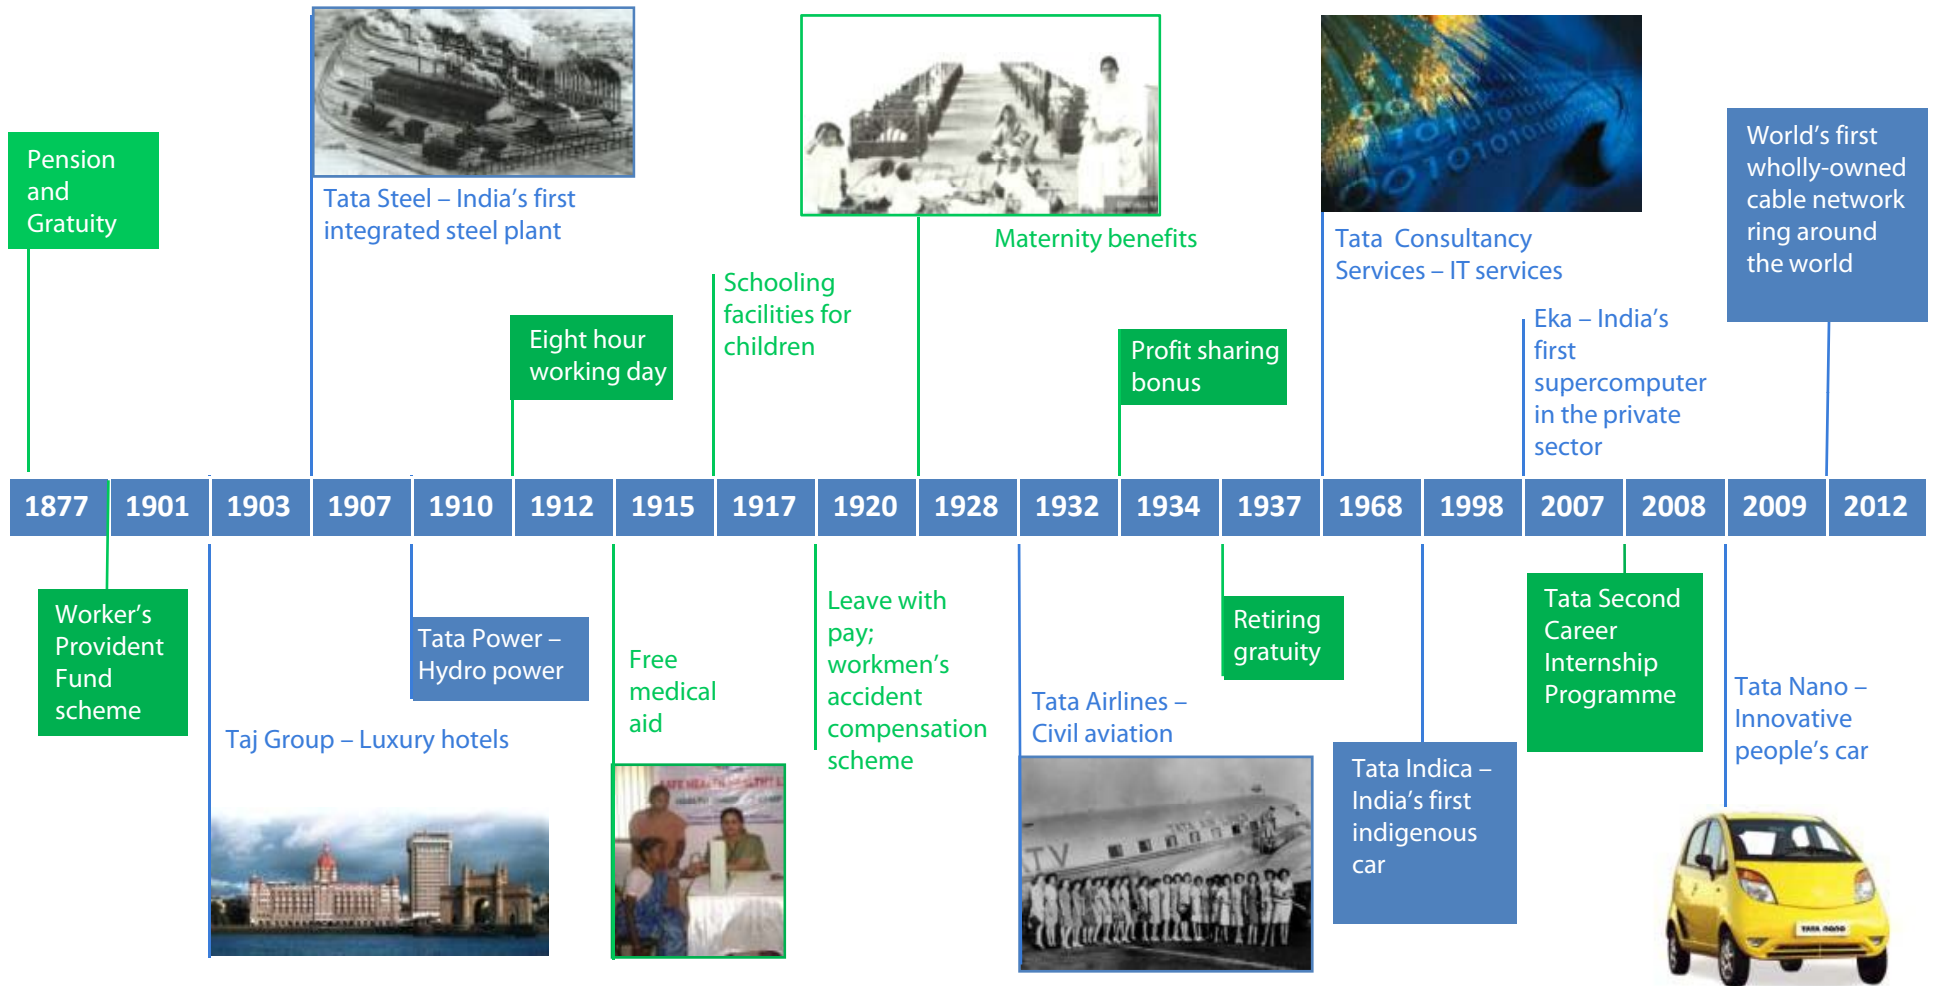 Pension
and
Gratuity
Tata Steel – India’s first
integrated steel plant
Eight hour
working day
Schooling
facilities for
children
Maternity benefits
Profit sharing
bonus
Tata Consultancy
Services – IT services
Eka – India’s
first
supercomputer
in the private
sector
World’s first
wholly-owned
cable network
ring around
the world
1877 1901 1903 1907 1910 1912 1915 1917 1920 1928 1932 1934 1937 1968 1998 2007 2008 2009 2012
Worker’s
Provident
Fund
scheme
Taj Group – Luxury hotels
Tata Power –
Hydro power
Free
medical
aid
Leave with
pay;
workmen’s
accident
compensation
scheme
Tata Airlines –
Civil aviation
Retiring
gratuity
Tata Indica –
India’s first
indigenous
car
Tata Second
Career
Internship
Programme
Tata Nano –
Innovative
people’s car
TATA nano